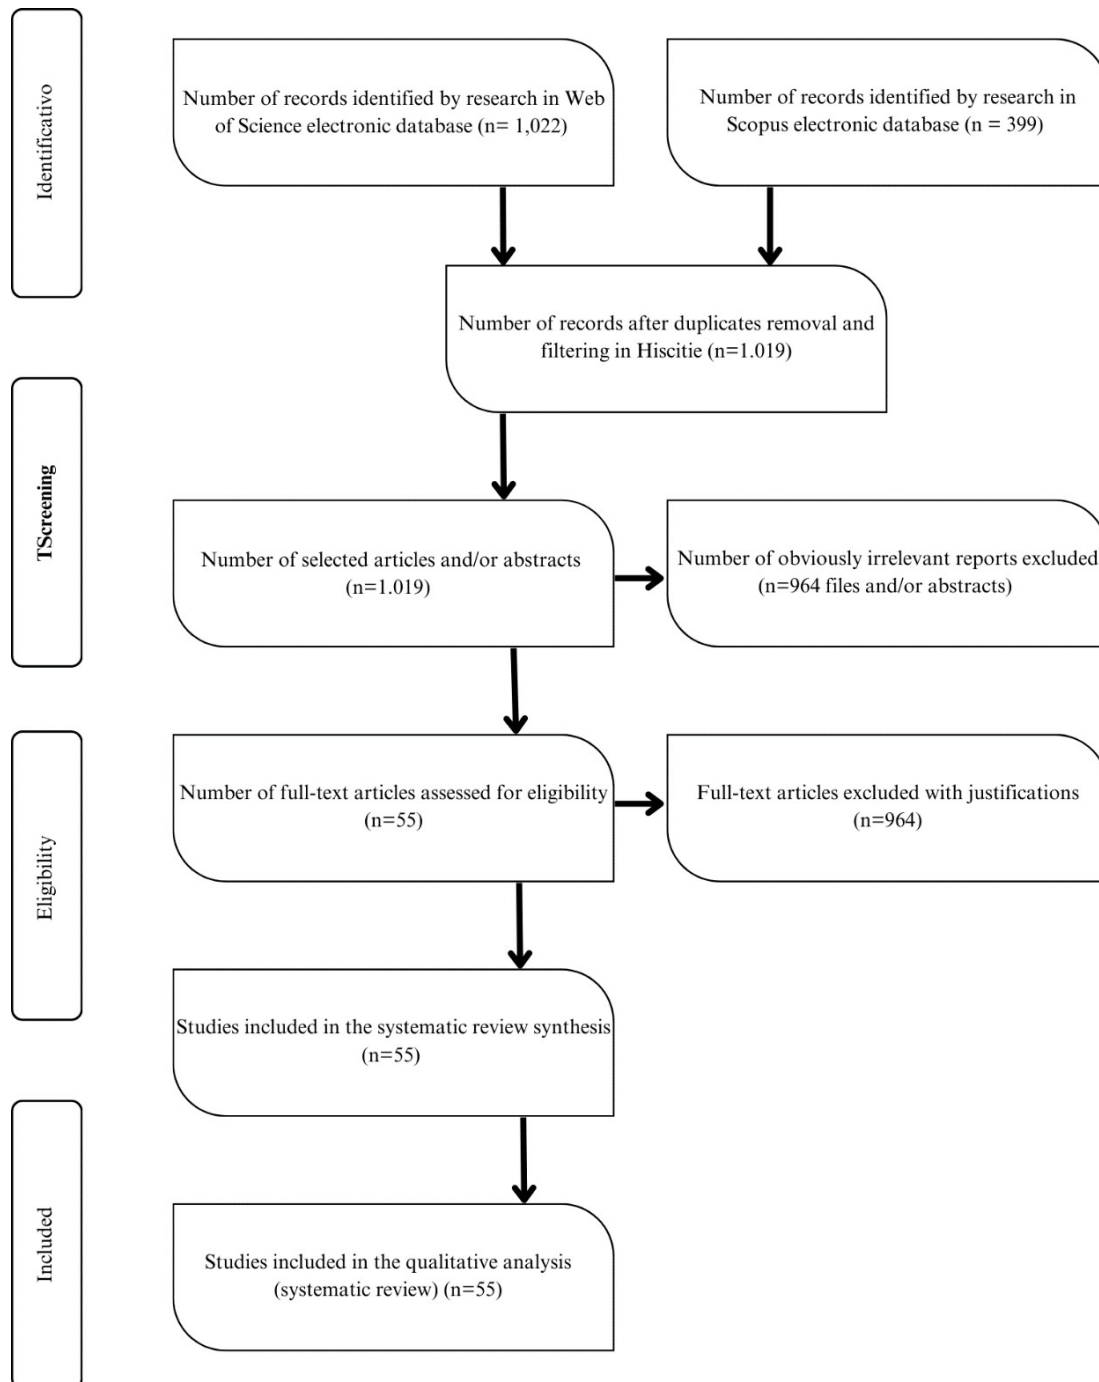 Identificativo
Number of records identified by research in Web
of Science electronic database (n= 1,022)
Number of records identified by research in
Scopus electronic database (n = 399)
Number of records after duplicates removal and
filtering in Hiscitie (n=1.019)
TScreening
Number of selected articles and/or abstracts
(n=1.019)
Number of obviously irrelevant reports excluded
(n=964 files and/or abstracts)
Eligibility
Number of full-text articles assessed for eligibility
(n=55)
Full-text articles excluded with justifications
(n=964)
Studies included in the systematic review synthesis
(n=55)
Included
Studies included in the qualitative analysis
(systematic review) (n=55)